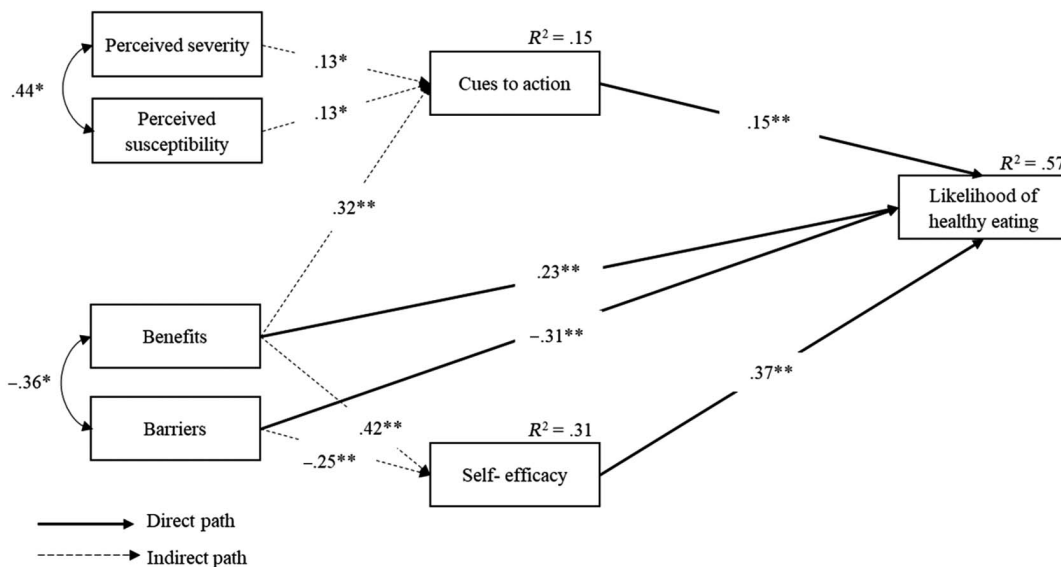 R² = .15
Perceived severity
.13*
Cues to action
.44*
.13*
Perceived
susceptibility
.15**
R² = .57
Likelihood of
healthy eating
.32**
.23**
Benefits
–.31**
–.36*
.37**
Barriers
.42**
R² = .31
–.25**
Self- efficacy
Direct path
Indirect path